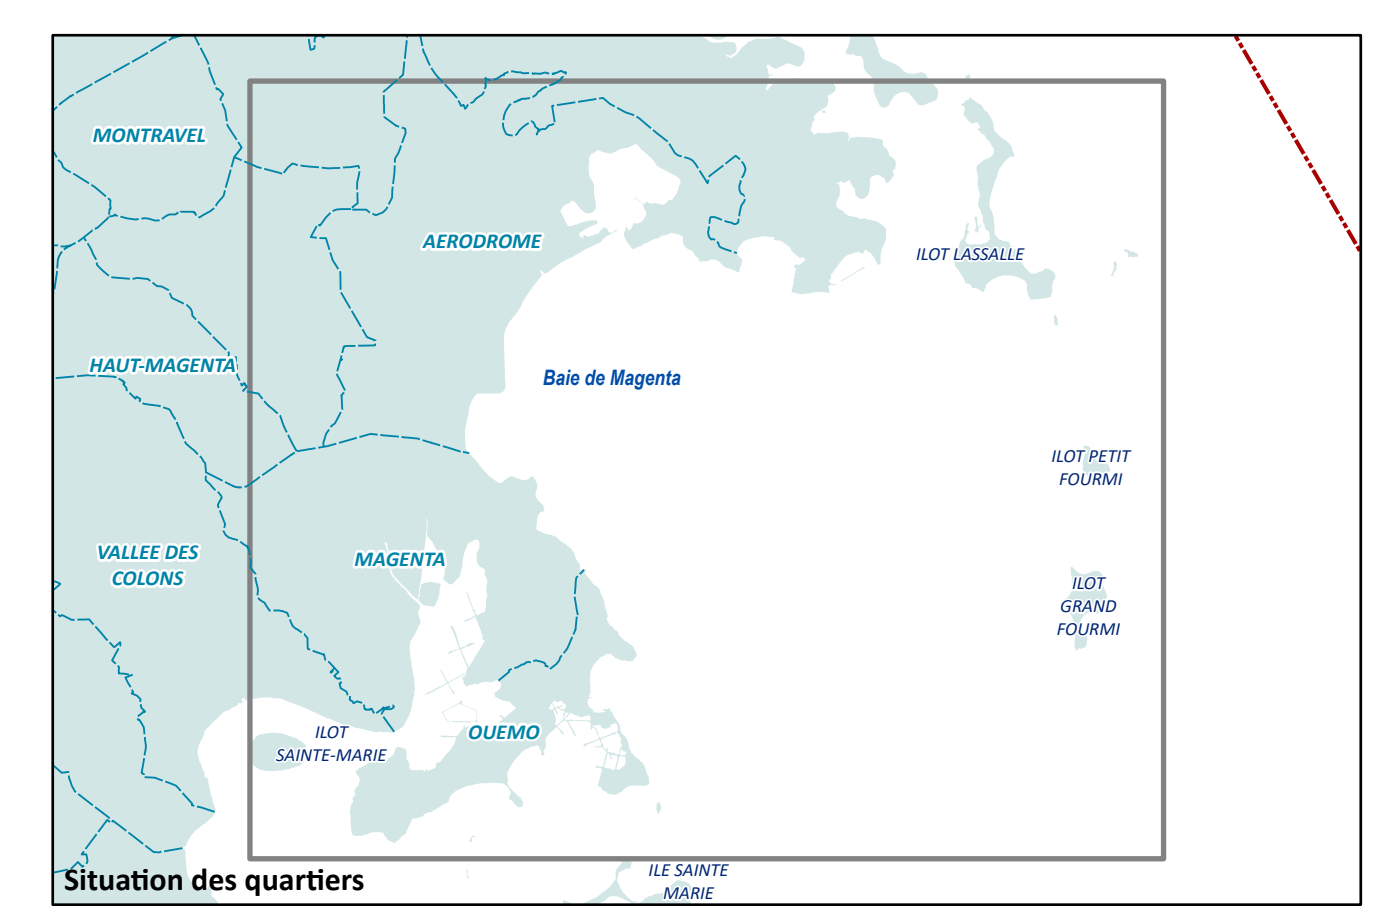 MONTRAVEL
AERODROME
ILOT LASSALLE
HAUT-MAGENTA
Baie de Magenta
ILOT PETIT
FOURMI
VALLEE DES
COLONS
MAGENTA
ILOT
GRAND
FOURMI
ILOT
SAINTE-MARIE
OUEMO
ILE SAINTE
MARIE
Situation des quartiers